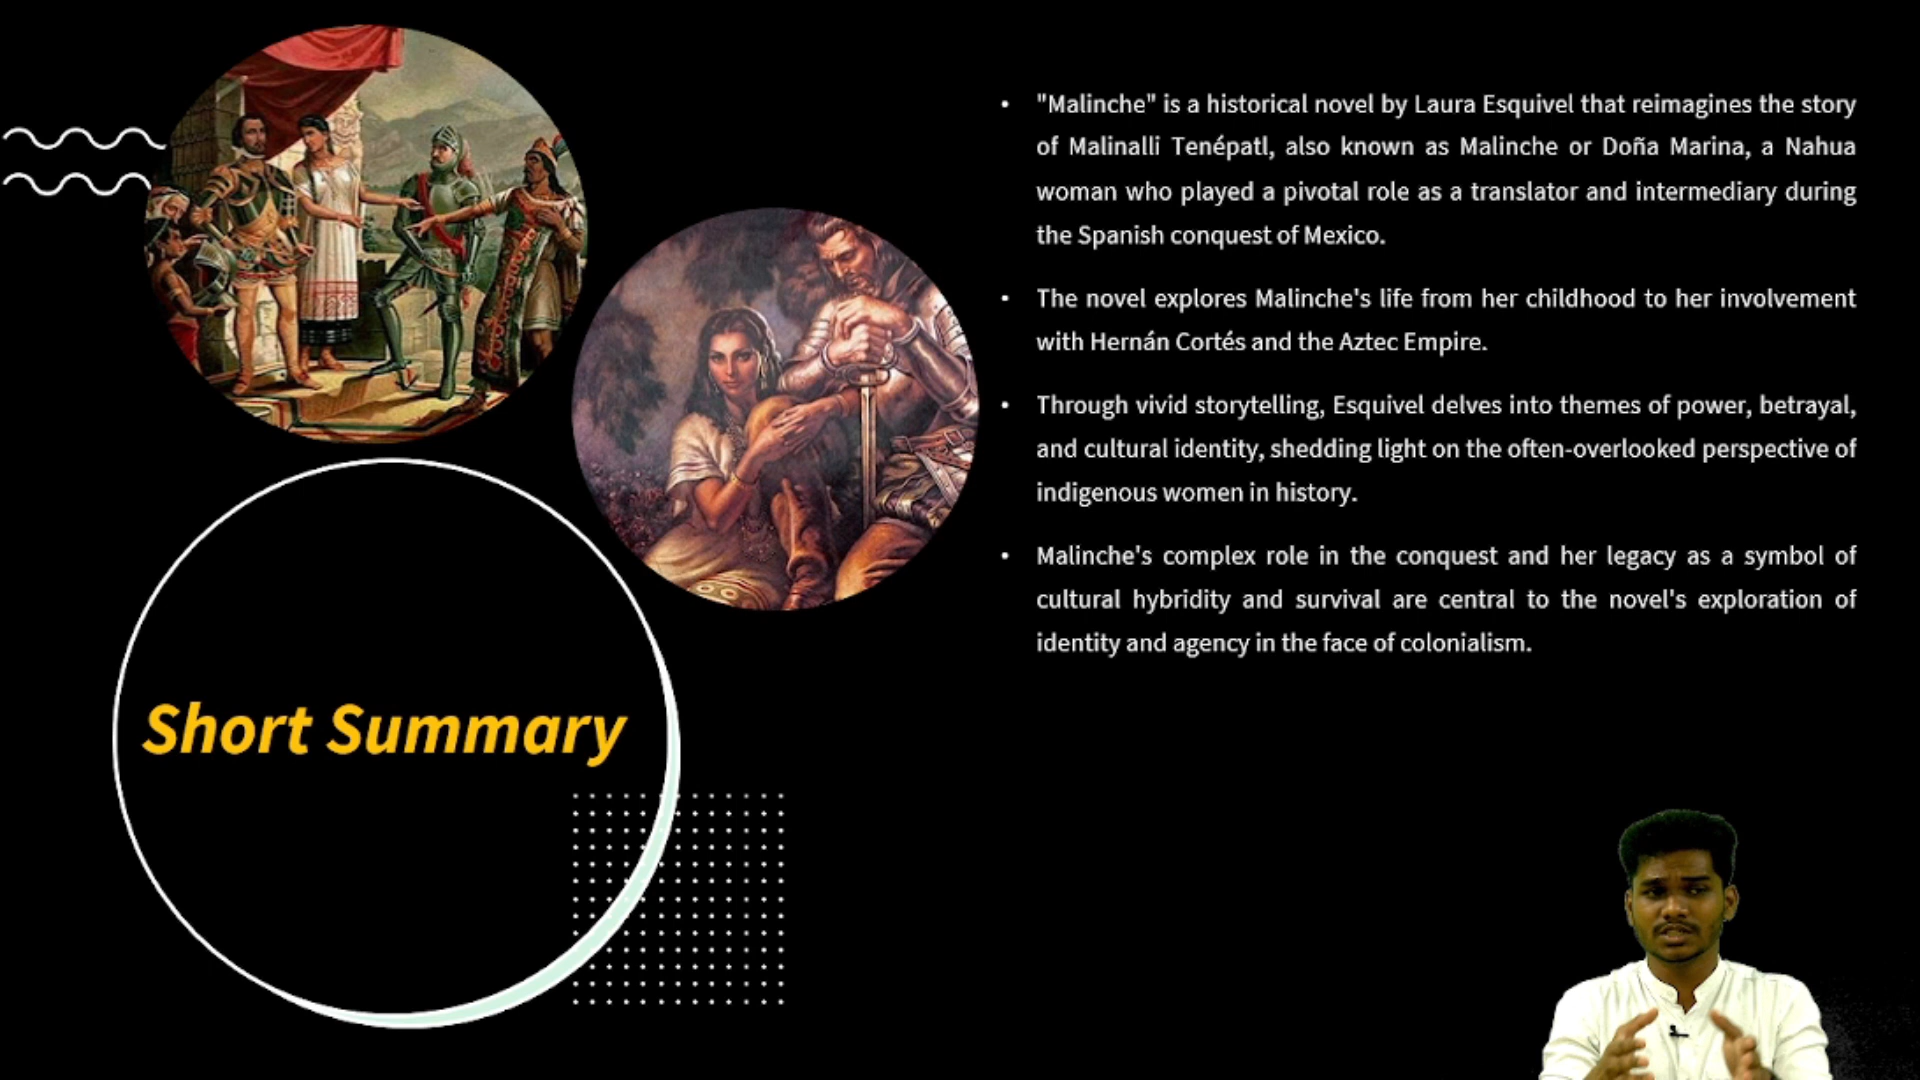 • "Malinche" is a historical novel by Laura Esquivel that reimagines the story
of Malinalli Tenépatl, also known as Malinche or Doña Marina, a Nahua
woman who played a pivotal role as a translator and intermediary during
the Spanish conquest of Mexico.
• The novel explores Malinche's life from her childhood to her involvement
with Hernán Cortés and the Aztec Empire.
• Through vivid storytelling, Esquivel delves into themes of power, betrayal,
and cultural identity, shedding light on the often-overlooked perspective of
indigenous women in history.
• Malinche's complex role in the conquest and her legacy as a symbol of
cultural hybridity and survival are central to the novel's exploration of
identity and agency in the face of colonialism.
Short Summary